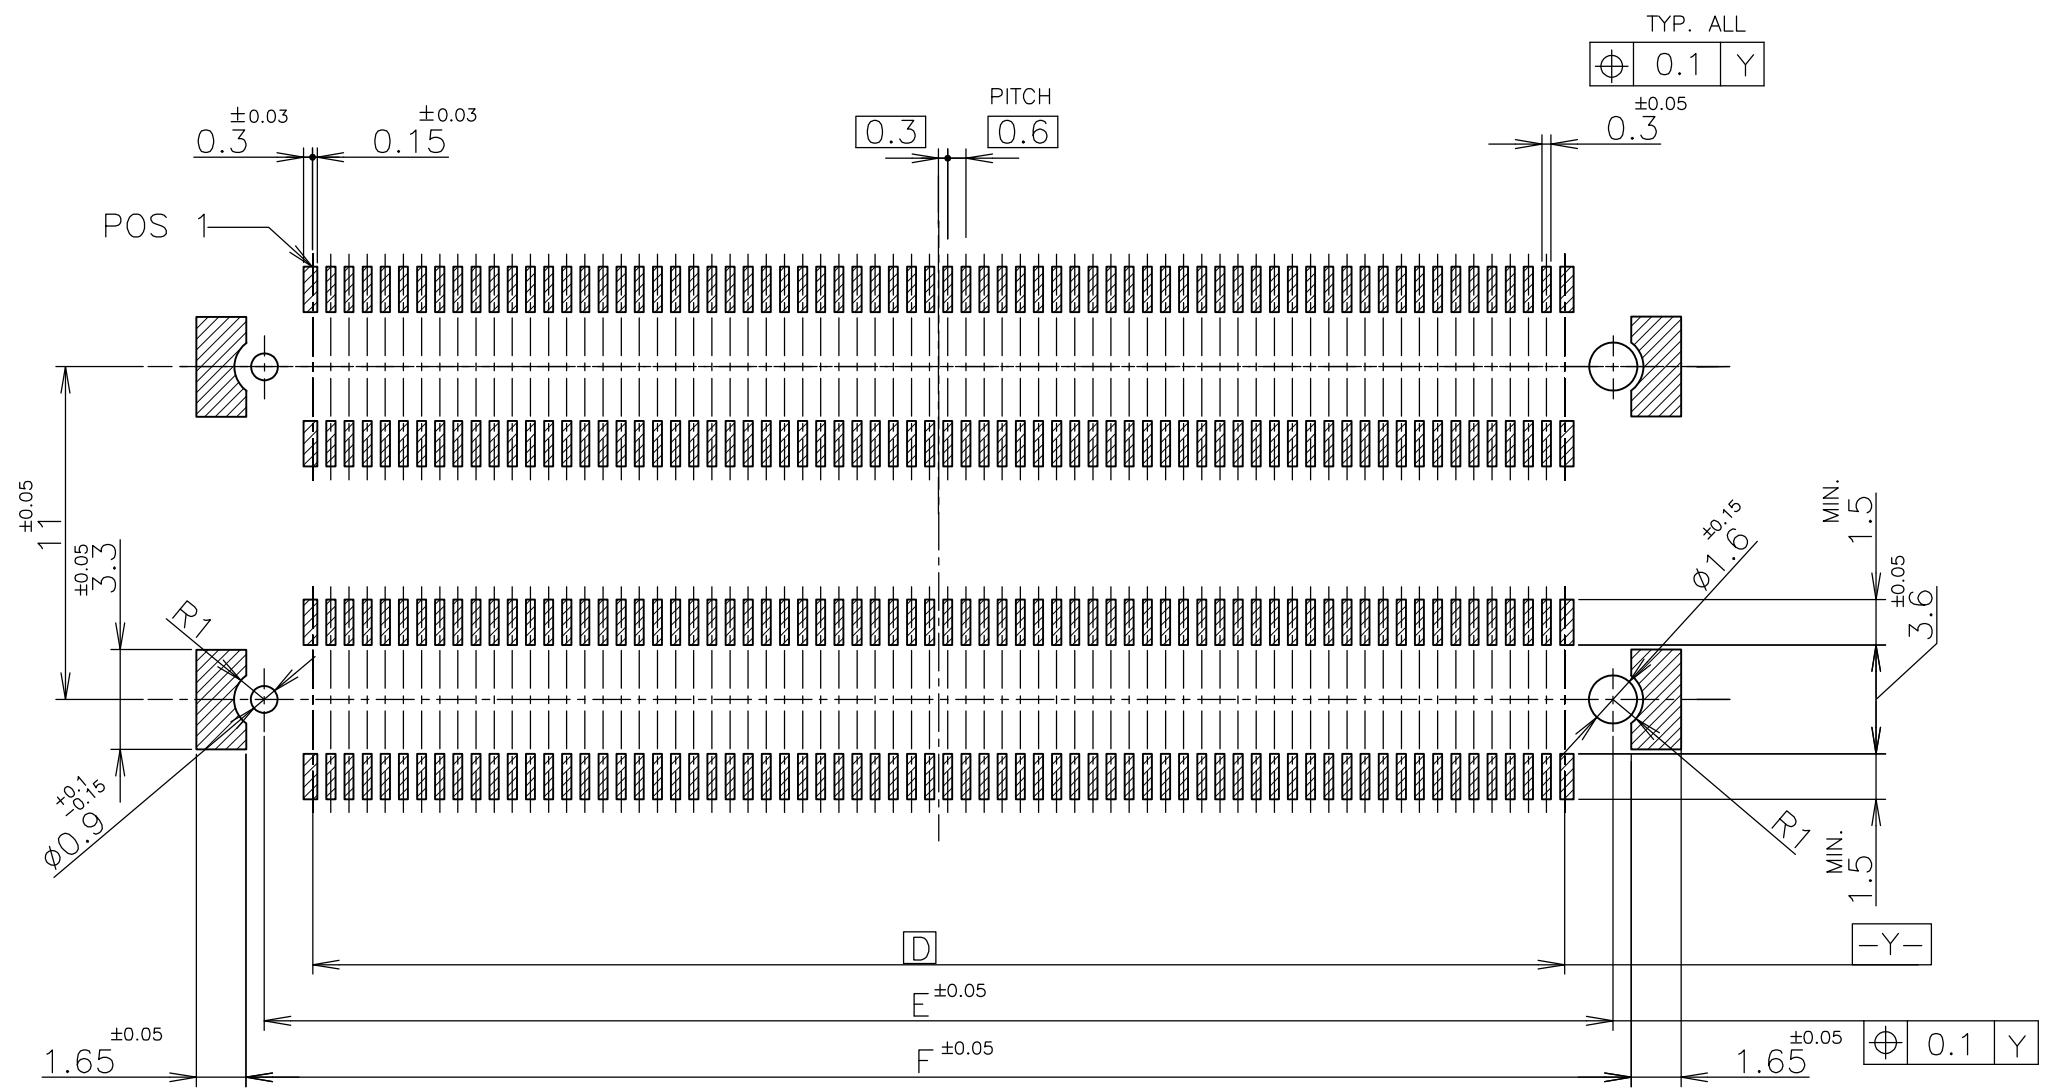 TYP. ALL
⌖ 0.1 Y
±0.05
0.3
PITCH
0.3 0.6
±0.03
0.3
±0.03
0.15
POS 1
±0.05
11
±0.05
3.3
R1
+0.1
-0.15
Ø0.9
±0.15
Ø1.6
MIN.
1.5
±0.05
3.6
R1
MIN.
1.5
D
-Y-
E ±0.05
⌖ 0.1 Y
1.65 ±0.05
F ±0.05
1.65 ±0.05